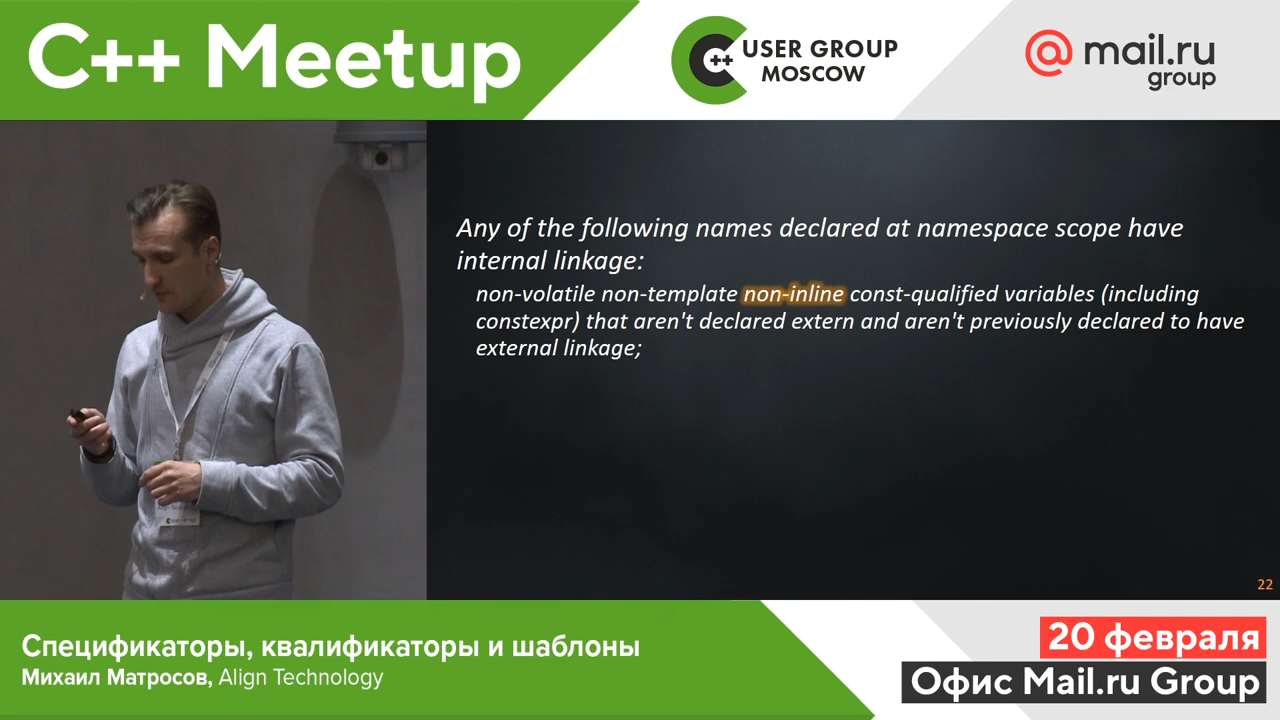 C++ Meetup
C++ USER GROUP
MOSCOW
@ mail.ru
group
Any of the following names declared at namespace scope have
internal linkage:
non-volatile non-template non-inline const-qualified variables (including
constexpr) that aren't declared extern and aren't previously declared to have
external linkage;
22
Спецификаторы, квалификаторы и шаблоны
Михаил Матросов, Align Technology
20 февраля
Офис Mail.ru Group